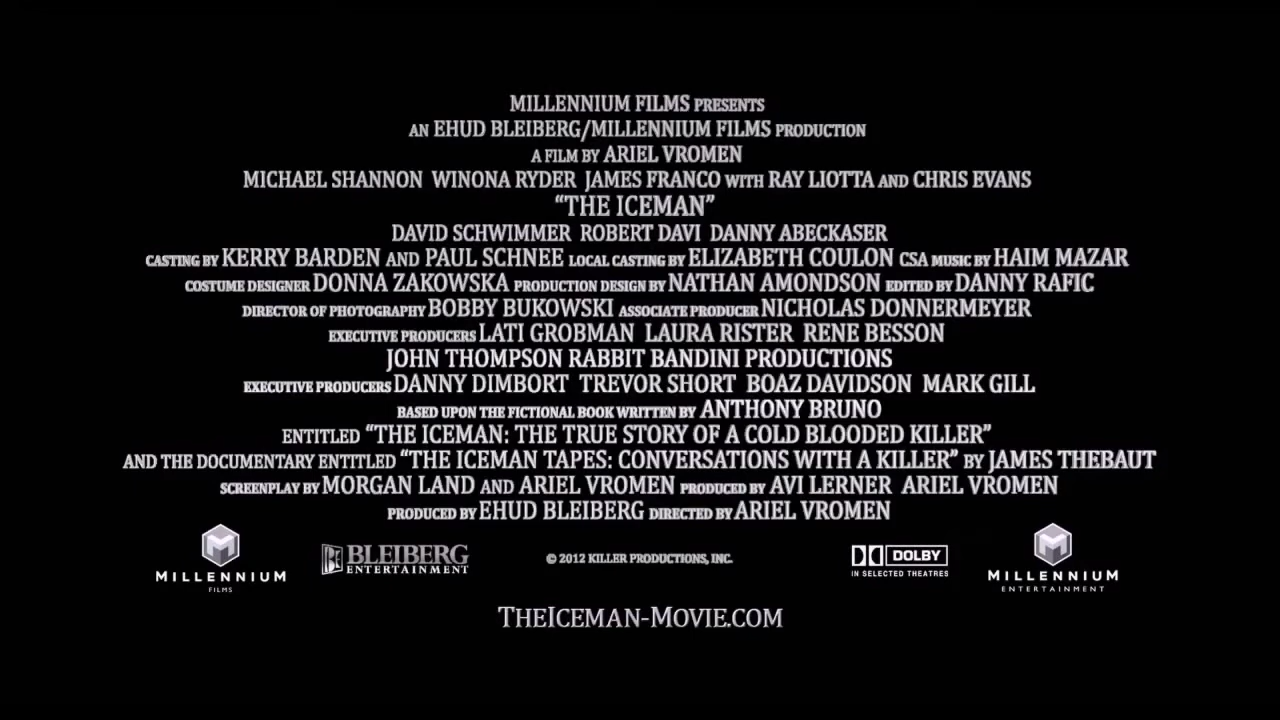 MILLENNIUM FILMS PRESENTS
AN EHUD BLEIBERG/MILLENNIUM FILMS PRODUCTION
A FILM BY ARIEL VROMEN
MICHAEL SHANNON WINONA RYDER JAMES FRANCO WITH RAY LIOTTA AND CHRIS EVANS
“THE ICEMAN”
DAVID SCHWIMMER ROBERT DAVI DANNY ABECKASER
CASTING BY KERRY BARDEN AND PAUL SCHNEE LOCAL CASTING BY ELIZABETH COULON CSA MUSIC BY HAIM MAZAR
COSTUME DESIGNER DONNA ZAKOWSKA PRODUCTION DESIGN BY NATHAN AMONDSON EDITED BY DANNY RAFIC
DIRECTOR OF PHOTOGRAPHY BOBBY BUKOWSKI ASSOCIATE PRODUCER NICHOLAS DONNERMEYER
EXECUTIVE PRODUCERS LATI GROBMAN LAURA RISTER RENE BESSON
JOHN THOMPSON RABBIT BANDINI PRODUCTIONS
EXECUTIVE PRODUCERS DANNY DIMBORT TREVOR SHORT BOAZ DAVIDSON MARK GILL
BASED UPON THE FICTIONAL BOOK WRITTEN BY ANTHONY BRUNO
ENTITLED “THE ICEMAN: THE TRUE STORY OF A COLD BLOODED KILLER”
AND THE DOCUMENTARY ENTITLED “THE ICEMAN TAPES: CONVERSATIONS WITH A KILLER” BY JAMES THEBAUT
SCREENPLAY BY MORGAN LAND AND ARIEL VROMEN PRODUCED BY AVI LERNER ARIEL VROMEN
PRODUCED BY EHUD BLEIBERG DIRECTED BY ARIEL VROMEN
MILLENNIUM
FILMS
BLEIBERG
ENTERTAINMENT
© 2012 KILLER PRODUCTIONS, INC.
DOLBY
IN SELECTED THEATRES
MILLENNIUM
ENTERTAINMENT
THEICEMAN-MOVIE.COM